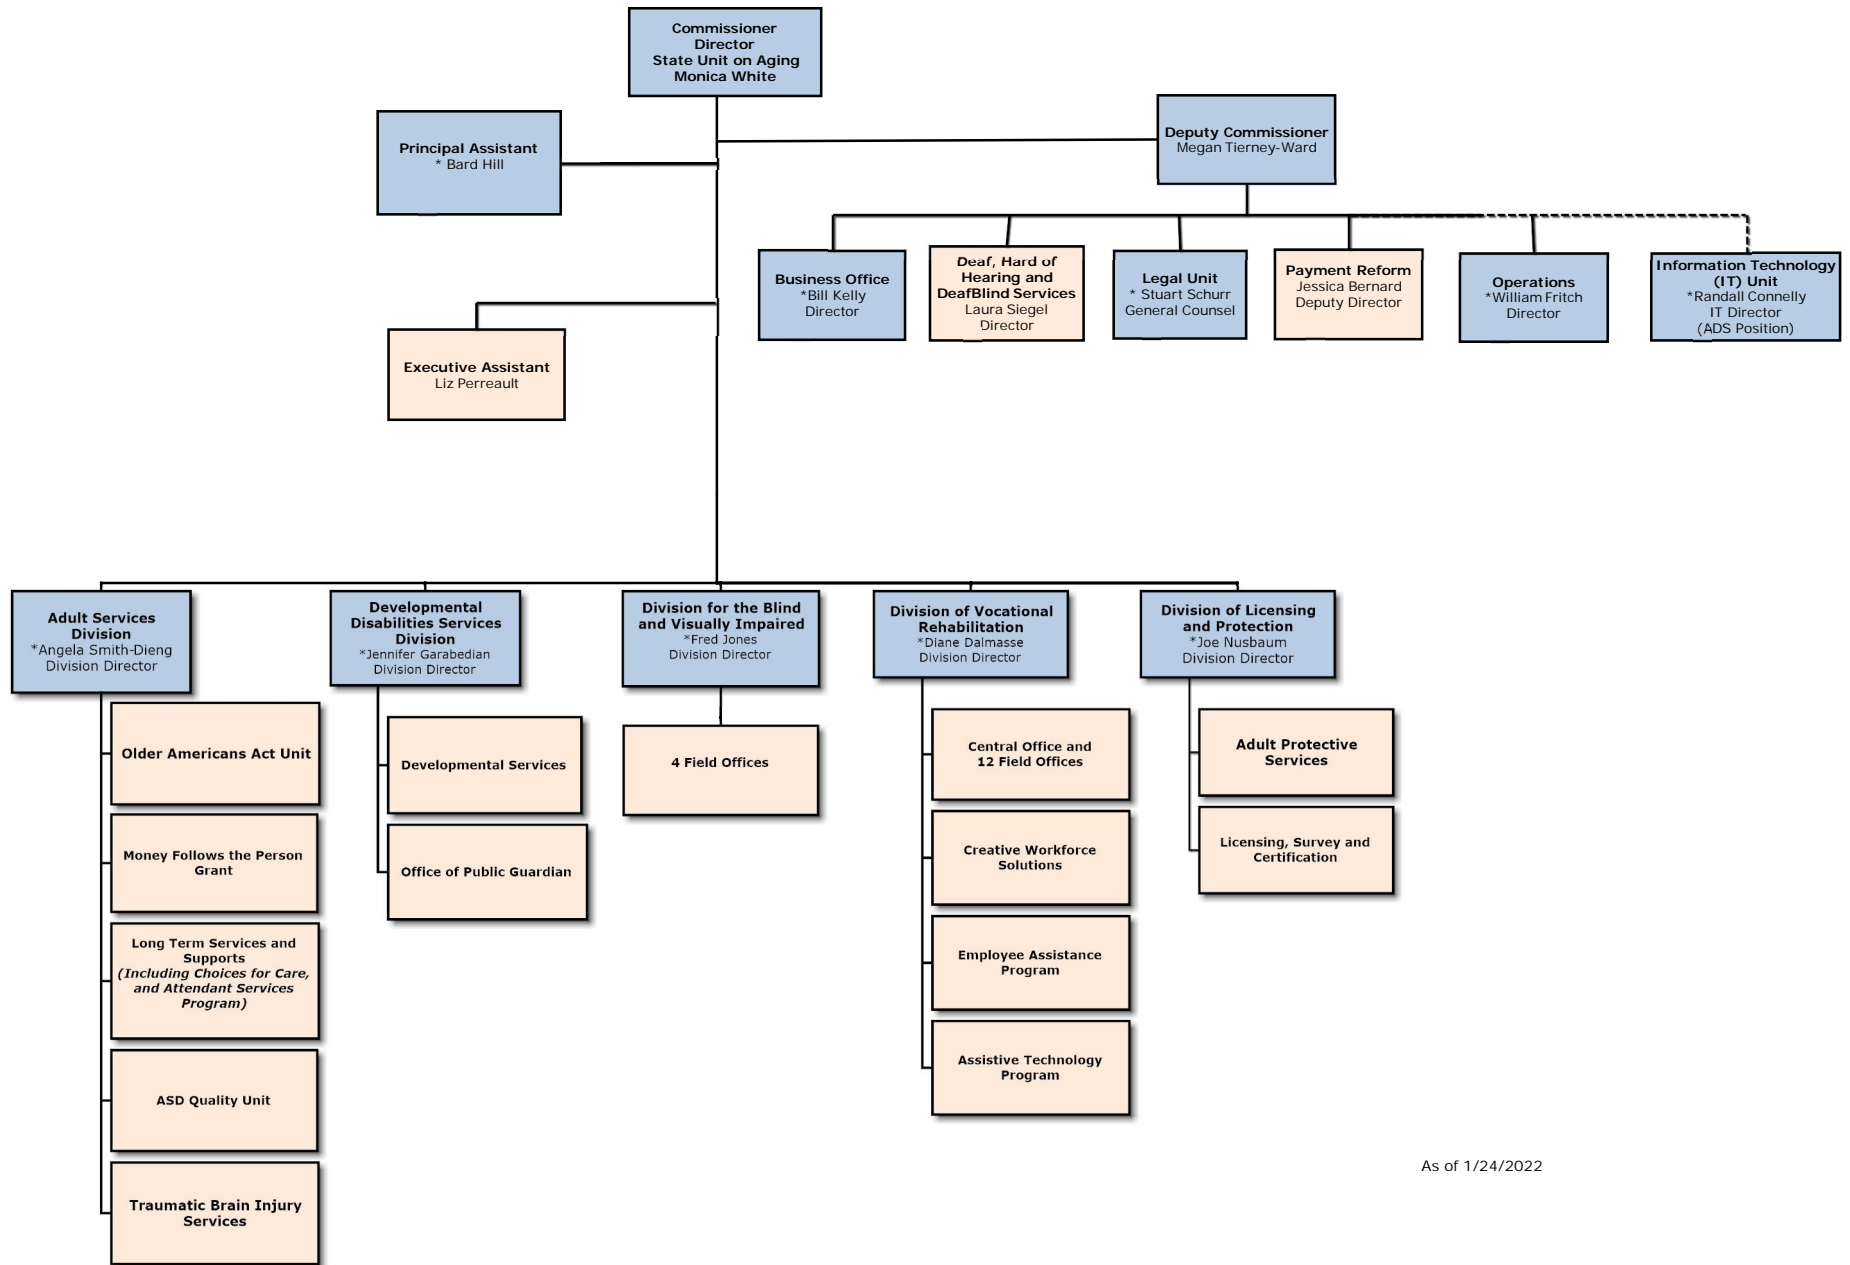 Commissioner
Director
State Unit on Aging
Monica White
Principal Assistant
* Bard Hill
Deputy Commissioner
Megan Tierney-Ward
Business Office
*Bill Kelly
Director
Deaf, Hard of
Hearing and
DeafBlind Services
Laura Siegel
Director
Legal Unit
* Stuart Schurr
General Counsel
Payment Reform
Jessica Bernard
Deputy Director
Operations
*William Fritch
Director
Information Technology
(IT) Unit
*Randall Connelly
IT Director
(ADS Position)
Executive Assistant
Liz Perreault
Adult Services
Division
*Angela Smith-Dieng
Division Director
Developmental
Disabilities Services
Division
*Jennifer Garabedian
Division Director
Division for the Blind
and Visually Impaired
*Fred Jones
Division Director
Division of Vocational
Rehabilitation
*Diane Dalmasse
Division Director
Division of Licensing
and Protection
*Joe Nusbaum
Division Director
Older Americans Act Unit
Money Follows the Person
Grant
Long Term Services and
Supports
(Including Choices for Care,
and Attendant Services
Program)
ASD Quality Unit
Traumatic Brain Injury
Services
Developmental Services
Office of Public Guardian
4 Field Offices
Central Office and
12 Field Offices
Creative Workforce
Solutions
Employee Assistance
Program
Assistive Technology
Program
Adult Protective
Services
Licensing, Survey and
Certification
As of 1/24/2022